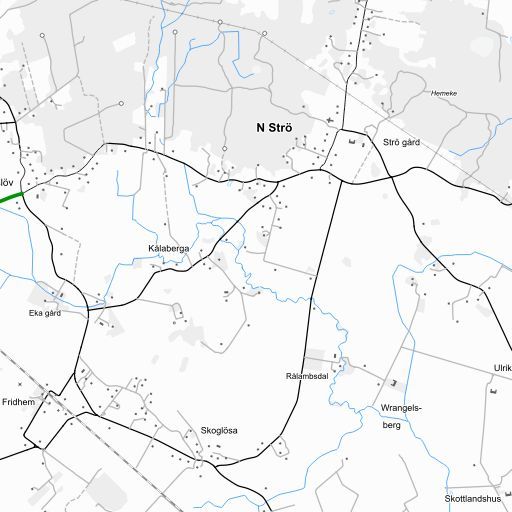 Hemeke
N Strö
Strö gård
löv
Kålaberga
Eka gård
Ulrik
Rålambsdal
Fridhem
Wrangels-
berg
Skoglösa
Skottlandshus